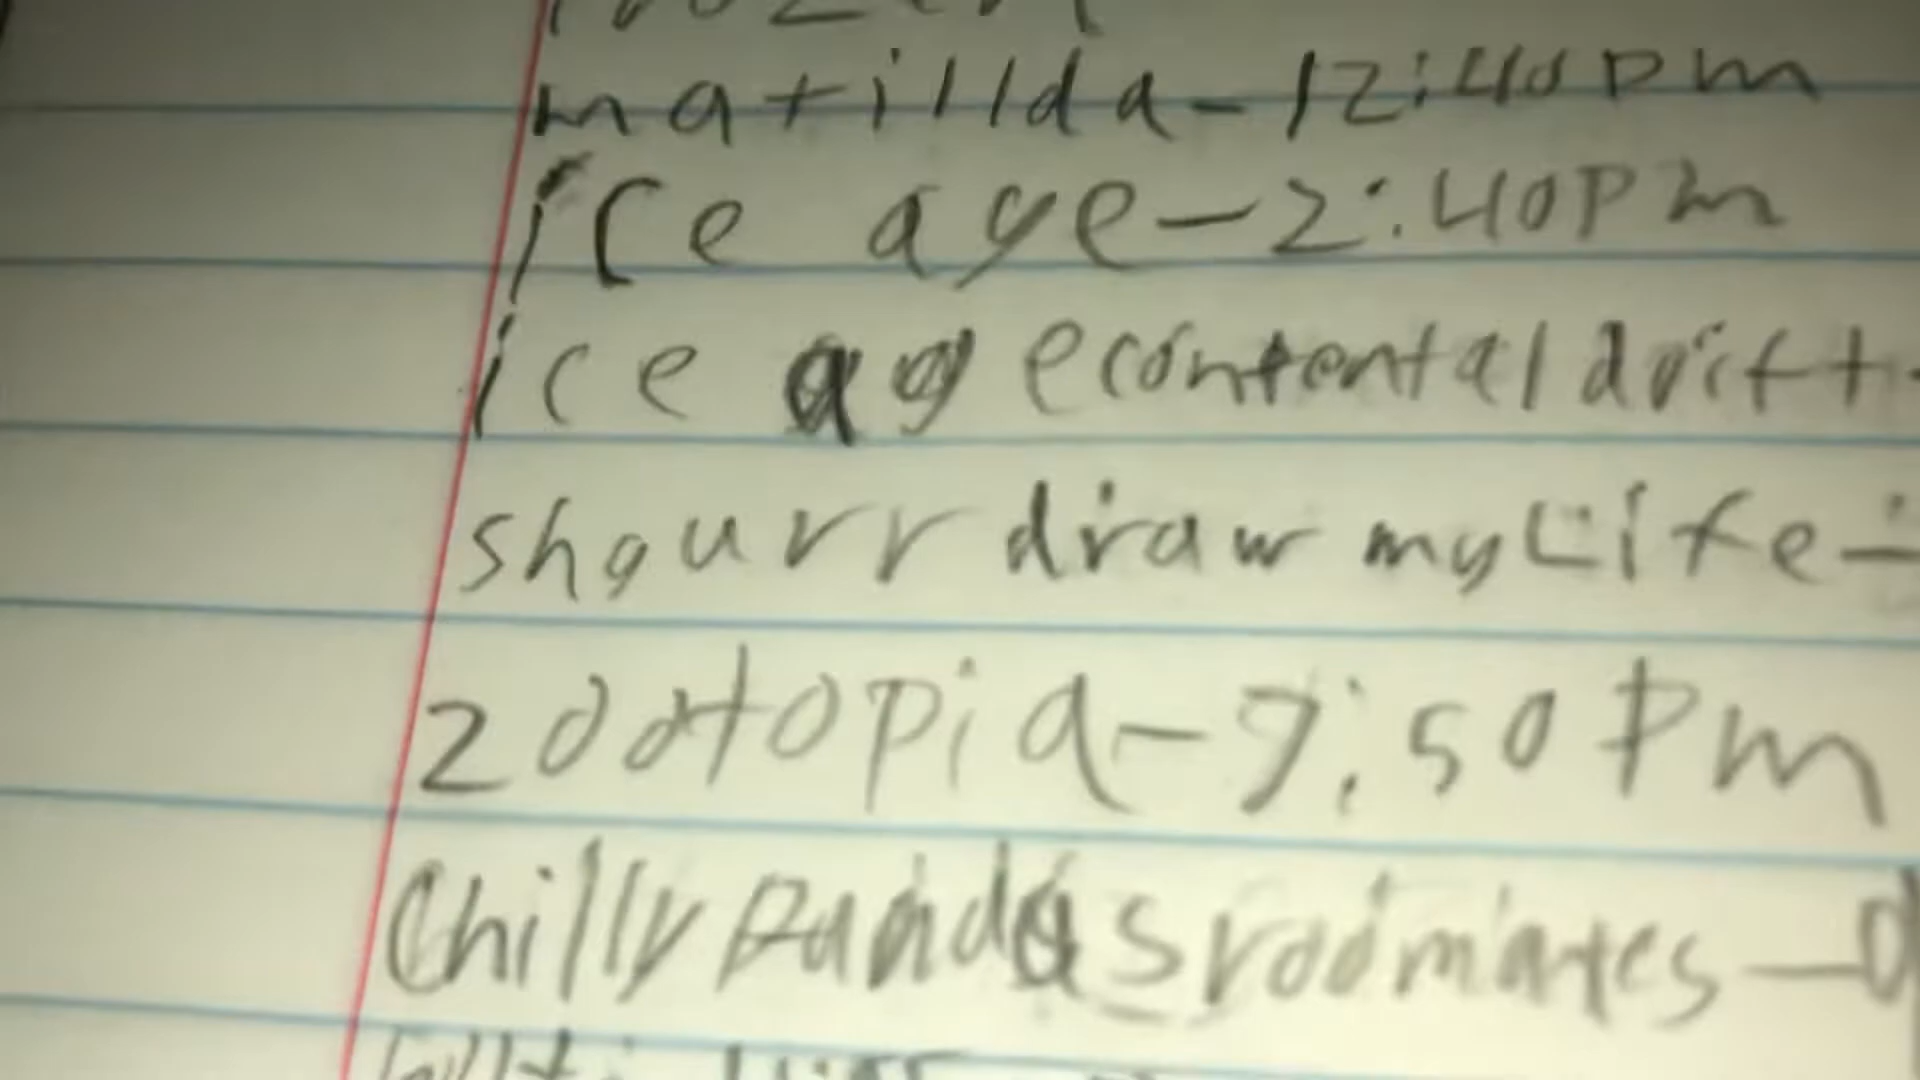 matillda-12:40pm
ice age-2:40pm
ice age contental drift-
shaurr draw my Life-
zootopia-7:50pm
Chilly Pandas roomates-